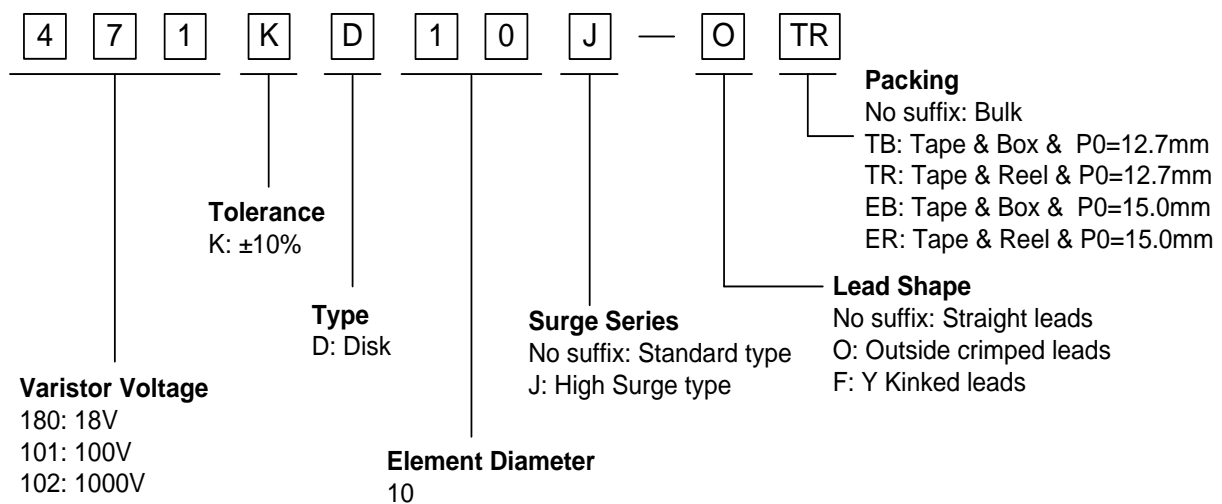 4 7 1 K D 1 0 J — O TR
Packing
No suffix: Bulk
TB: Tape & Box & P0=12.7mm
TR: Tape & Reel & P0=12.7mm
EB: Tape & Box & P0=15.0mm
ER: Tape & Reel & P0=15.0mm
Tolerance
K: ±10%
Lead Shape
No suffix: Straight leads
O: Outside crimped leads
F: Y Kinked leads
Type
D: Disk
Surge Series
No suffix: Standard type
J: High Surge type
Varistor Voltage
180: 18V
101: 100V
102: 1000V
Element Diameter
10